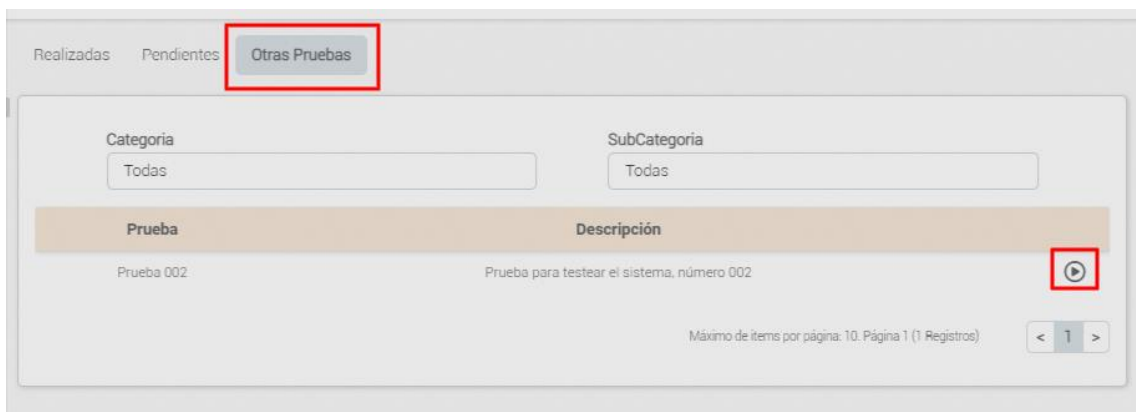 Realizadas Pendientes Otras Pruebas
Categoria SubCategoria
Todas Todas
Prueba Descripción
Prueba 002 Prueba para testear el sistema, número 002
Máximo de items por página: 10. Página 1 (1 Registros) < 1 >